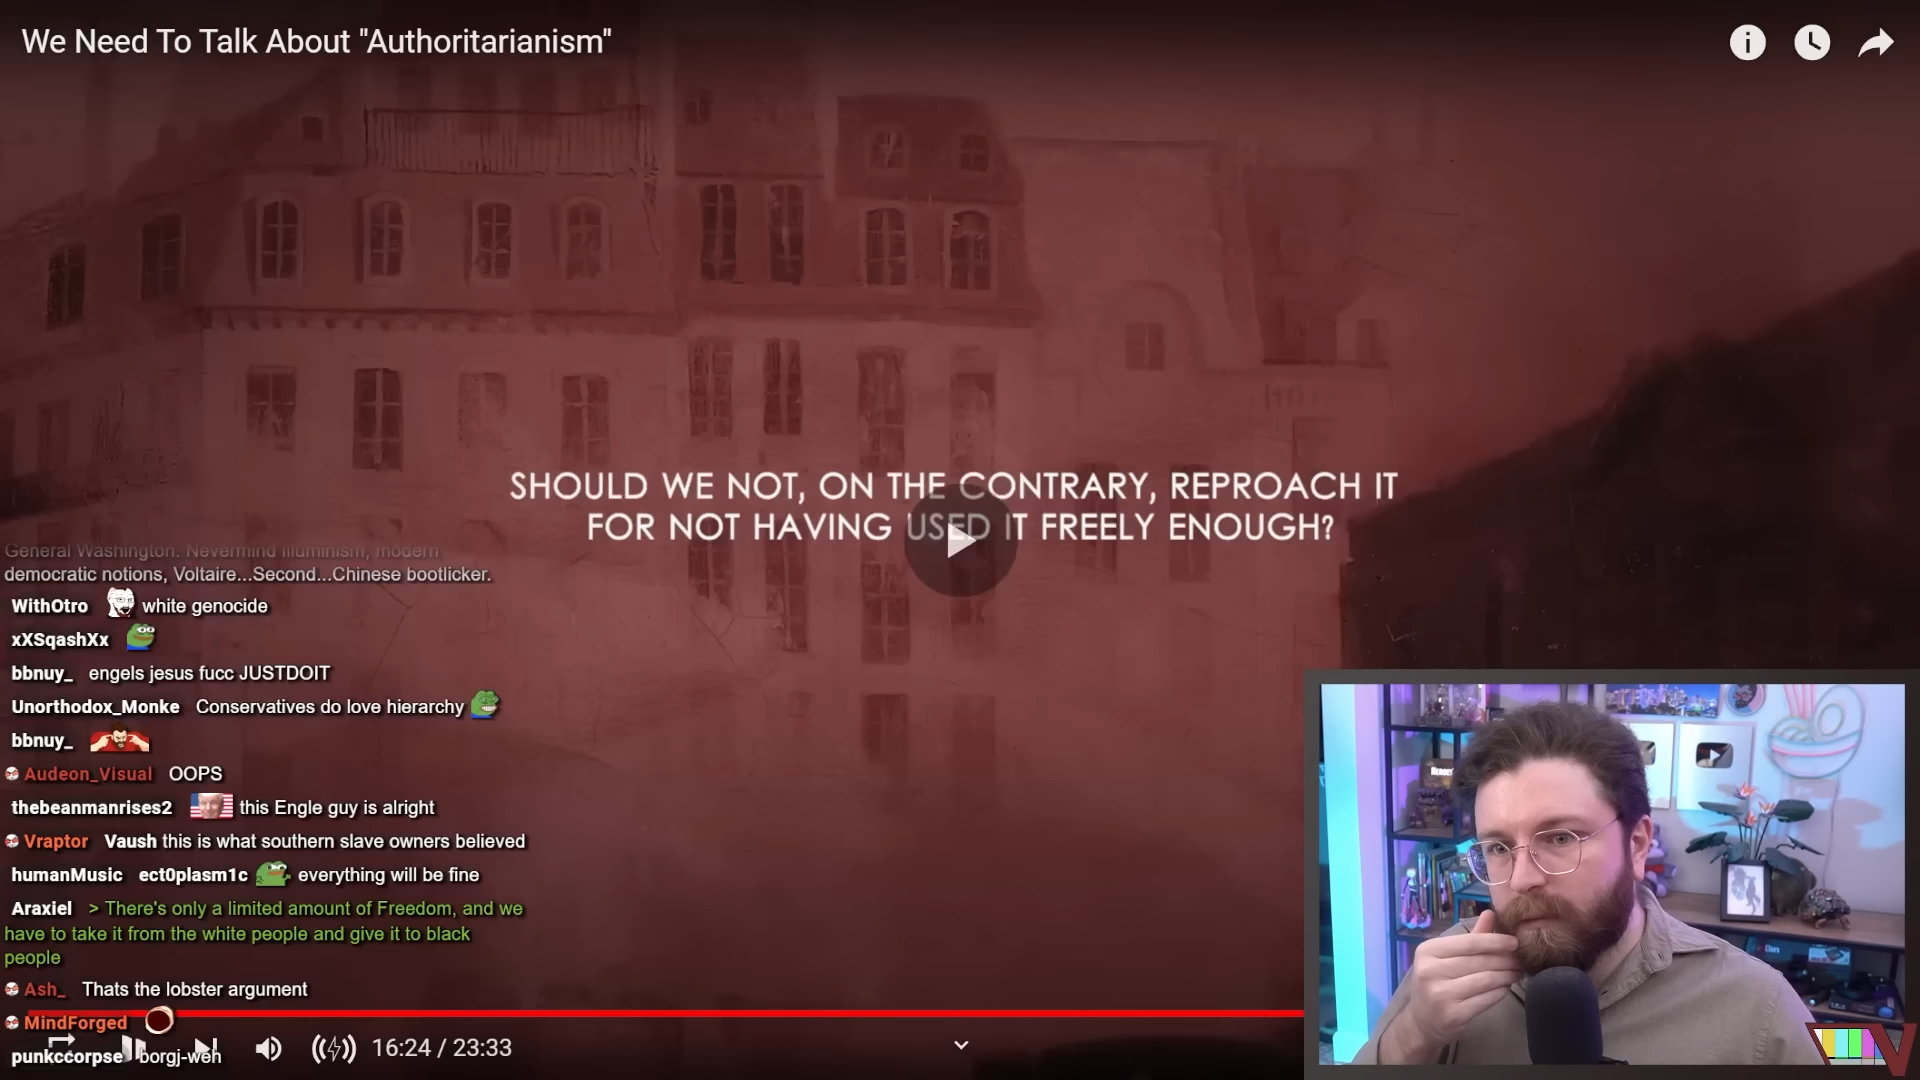 We Need To Talk About "Authoritarianism"
SHOULD WE NOT, ON THE CONTRARY, REPROACH IT
FOR NOT HAVING USED IT FREELY ENOUGH?
General Washington. Nevermind illuminism, modern
democratic notions, Voltaire...Second...Chinese bootlicker.
WithOtro white genocide
xXSqashXx
bbnuy_ engels jesus fucc JUSTDOIT
Unorthodox_Monke Conservatives do love hierarchy
bbnuy_
Audeon_Visual OOPS
thebeanmanrises2 this Engle guy is alright
Vraptor Vaush this is what southern slave owners believed
humanMusic ect0plasm1c everything will be fine
Araxiel > There's only a limited amount of Freedom, and we
have to take it from the white people and give it to black
people
Ash_ Thats the lobster argument
MindForged
punkccorpse borgj-weh
16:24 / 23:33